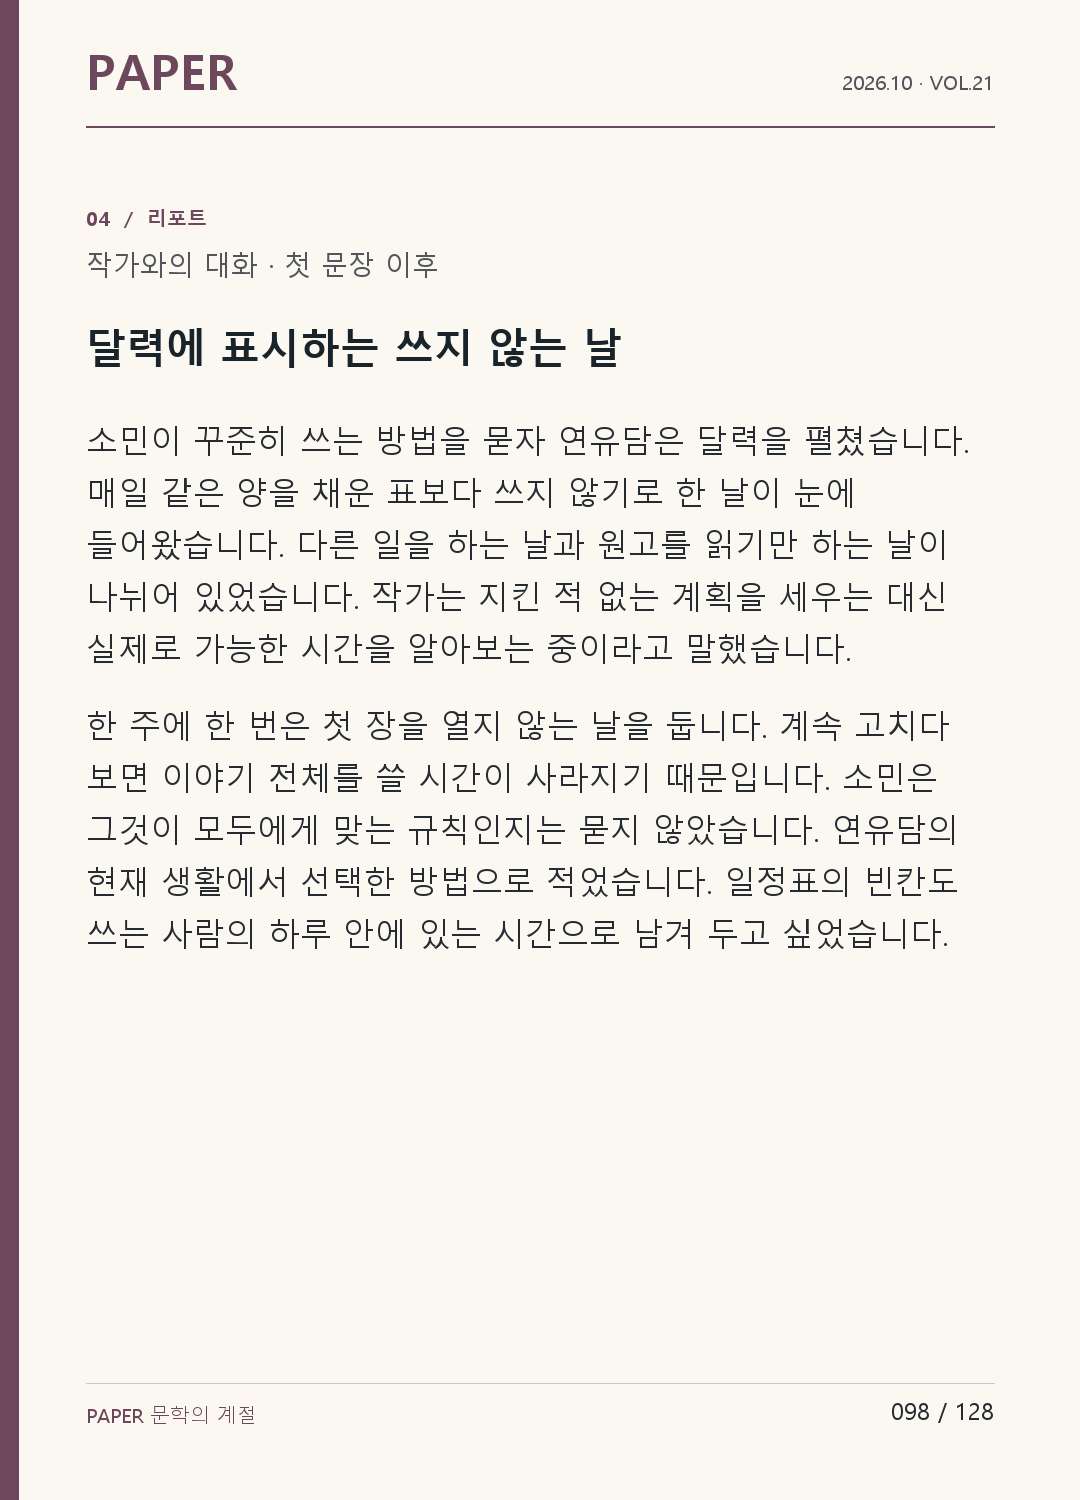 PAPER
2026.10 · VOL.21
04 / 리포트
작가와의 대화 · 첫 문장 이후
달력에 표시하는 쓰지 않는 날
소민이 꾸준히 쓰는 방법을 묻자 연유담은 달력을 펼쳤습니다.
매일 같은 양을 채운 표보다 쓰지 않기로 한 날이 눈에
들어왔습니다. 다른 일을 하는 날과 원고를 읽기만 하는 날이
나뉘어 있었습니다. 작가는 지킨 적 없는 계획을 세우는 대신
실제로 가능한 시간을 알아보는 중이라고 말했습니다.
한 주에 한 번은 첫 장을 열지 않는 날을 둡니다. 계속 고치다
보면 이야기 전체를 쓸 시간이 사라지기 때문입니다. 소민은
그것이 모두에게 맞는 규칙인지는 묻지 않았습니다. 연유담의
현재 생활에서 선택한 방법으로 적었습니다. 일정표의 빈칸도
쓰는 사람의 하루 안에 있는 시간으로 남겨 두고 싶었습니다.
PAPER 문학의 계절
098 / 128